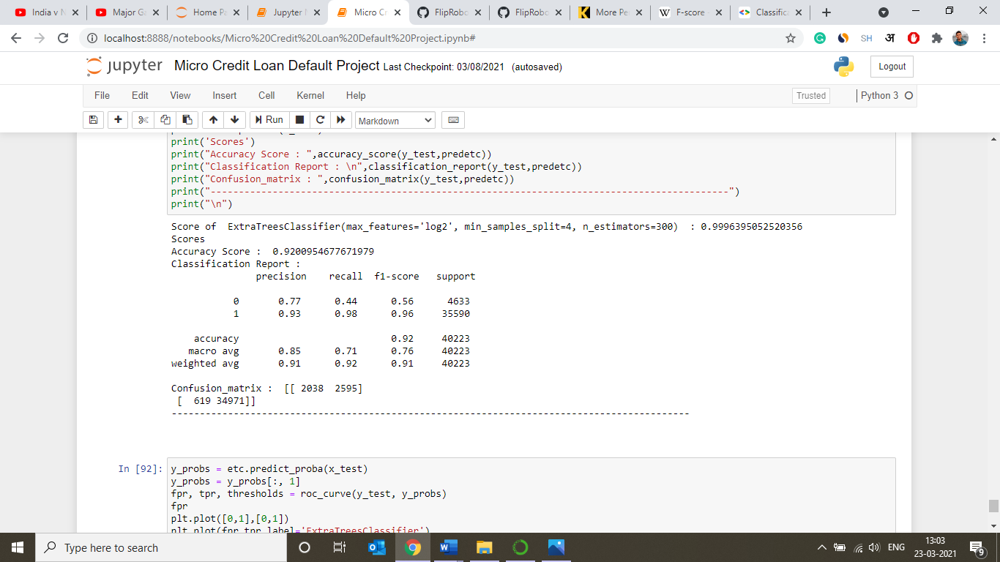 India v N
Major Ga
Home Pa
Jupyter N
Micro Cr
FlipRobo
FlipRobo
More Per
F-score -
Classifica
localhost:8888/notebooks/Micro%20Credit%20Loan%20Default%20Project.ipynb#
SH
अ
jupyter Micro Credit Loan Default Project Last Checkpoint: 03/08/2021 (autosaved)
Logout
File Edit View Insert Cell Kernel Help
Trusted
Python 3
Run
Markdown
print('Scores')
print("Accuracy Score : ",accuracy_score(y_test,predetc))
print("Classification Report : \n",classification_report(y_test,predetc))
print("Confusion_matrix : ",confusion_matrix(y_test,predetc))
print("--------------------------------------------------------------------------------------------")
print("\n")
Score of  ExtraTreesClassifier(max_features='log2', min_samples_split=4, n_estimators=300)  : 0.9996395052520356
Scores
Accuracy Score :  0.9200954677671979
Classification Report :
precision    recall  f1-score   support
0       0.77      0.44      0.56      4633
1       0.93      0.98      0.96     35590
accuracy                           0.92     40223
macro avg       0.85      0.71      0.76     40223
weighted avg       0.91      0.92      0.91     40223
Confusion_matrix :  [[ 2038  2595]
[  619 34971]]
--------------------------------------------------------------------------------------------
In [92]:
y_probs = etc.predict_proba(x_test)
y_probs = y_probs[:, 1]
fpr, tpr, thresholds = roc_curve(y_test, y_probs)
fpr
plt.plot([0,1],[0,1])
plt.plot(fpr,tpr,label='ExtraTreesClassifier')
Type here to search
ENG
13:03
23-03-2021
9